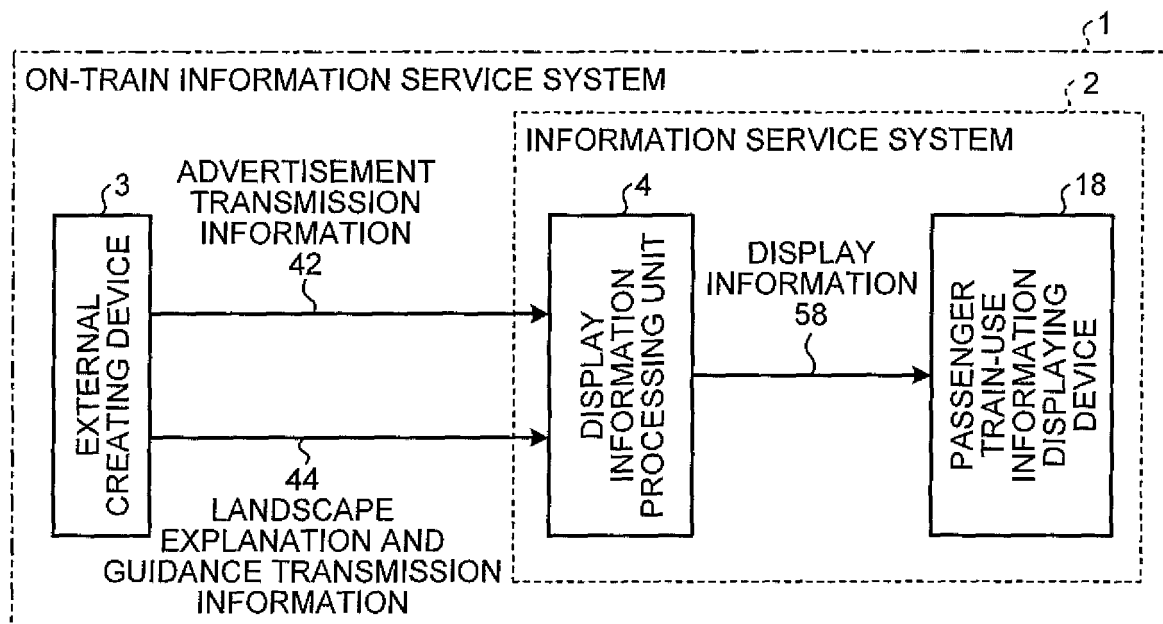 1
ON-TRAIN INFORMATION SERVICE SYSTEM
2
INFORMATION SERVICE SYSTEM
3
EXTERNAL
CREATING DEVICE
ADVERTISEMENT
TRANSMISSION
INFORMATION
42
44
LANDSCAPE
EXPLANATION AND
GUIDANCE TRANSMISSION
INFORMATION
4
DISPLAY
INFORMATION
PROCESSING UNIT
DISPLAY
INFORMATION
58
18
PASSENGER
TRAIN-USE
INFORMATION
DISPLAYING
DEVICE